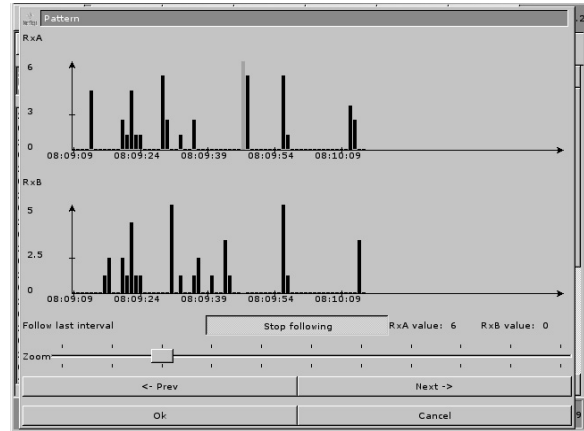 Pattern
RxA
6
3
0
08:09:09 08:09:24 08:09:39 08:09:54 08:10:09
RxB
5
2.5
0
08:09:09 08:09:24 08:09:39 08:09:54 08:10:09
Follow last interval Stop following RxA value: 6 RxB value: 0
Zoom
<- Prev Next ->
Ok Cancel